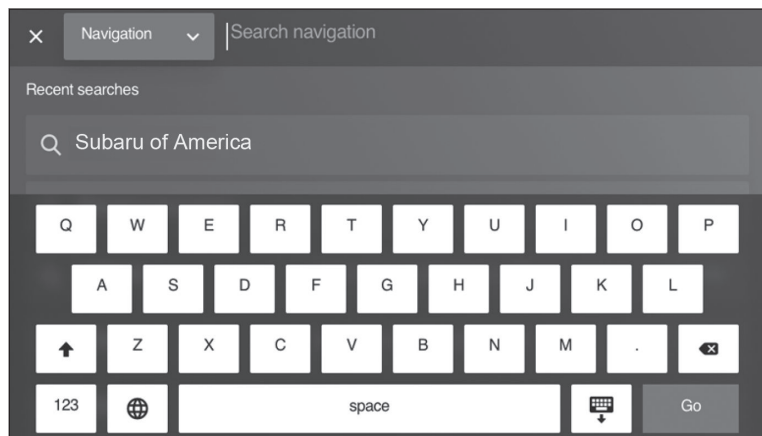 Navigation Search navigation
Recent searches
Subaru of America
Q W E R T Y U I O P
A S D F G H J K L
Z X C V B N M .
123 space Go